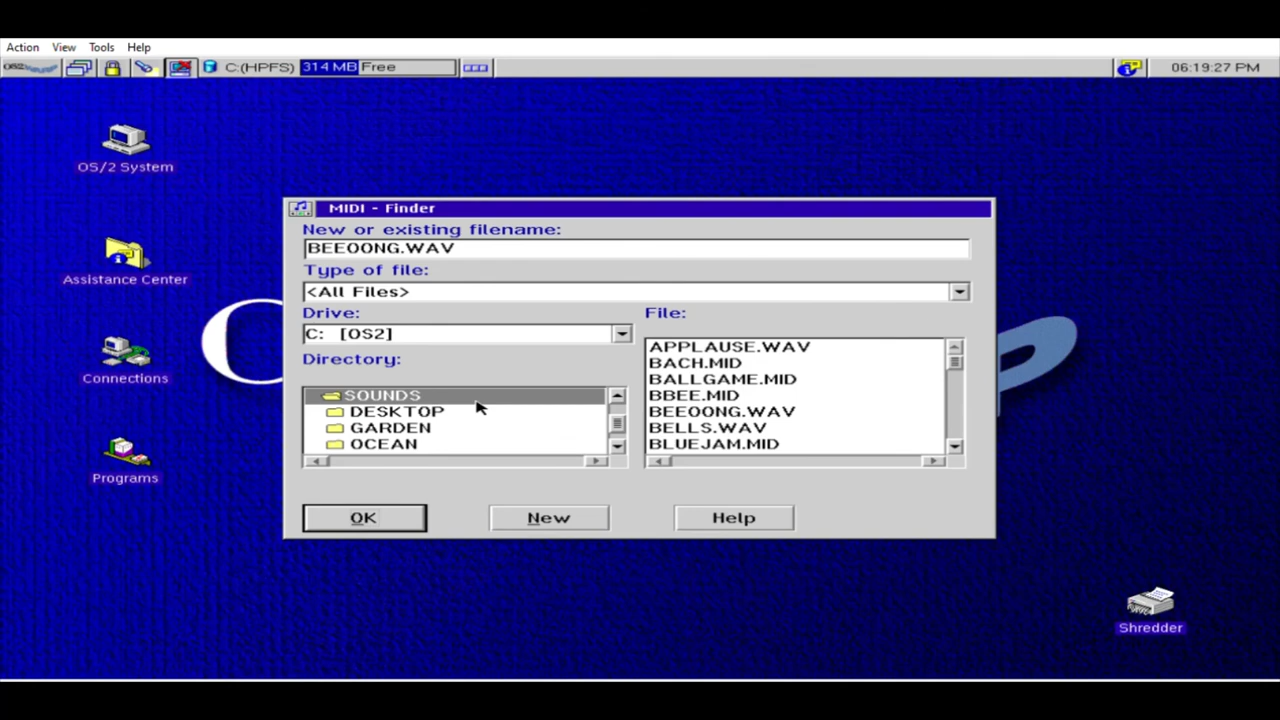 Action View Tools Help
OS2 Warp C:(HPFS) 314 MB Free 06:19:27 PM
OS/2 System
Assistance Center
Connections
Programs
Shredder
MIDI - Finder
New or existing filename:
BEEOONG.WAV
Type of file:
<All Files>
Drive:
C: [OS2]
Directory:
SOUNDS
DESKTOP
GARDEN
OCEAN
File:
APPLAUSE.WAV
BACH.MID
BALLGAME.MID
BBEE.MID
BEEOONG.WAV
BELLS.WAV
BLUEJAM.MID
OK New Help